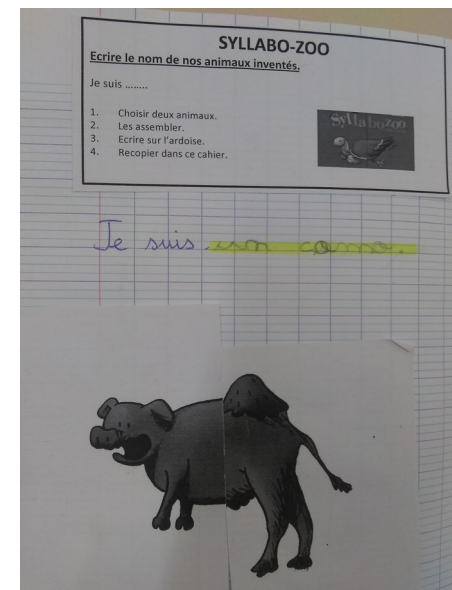 SYLLABO-ZOO
Ecrire le nom de nos animaux inventés.
Je suis ........
1. Choisir deux animaux.
2. Les assembler.
3. Ecrire sur l'ardoise.
4. Recopier dans ce cahier.
Syllabozoo
Je suis un